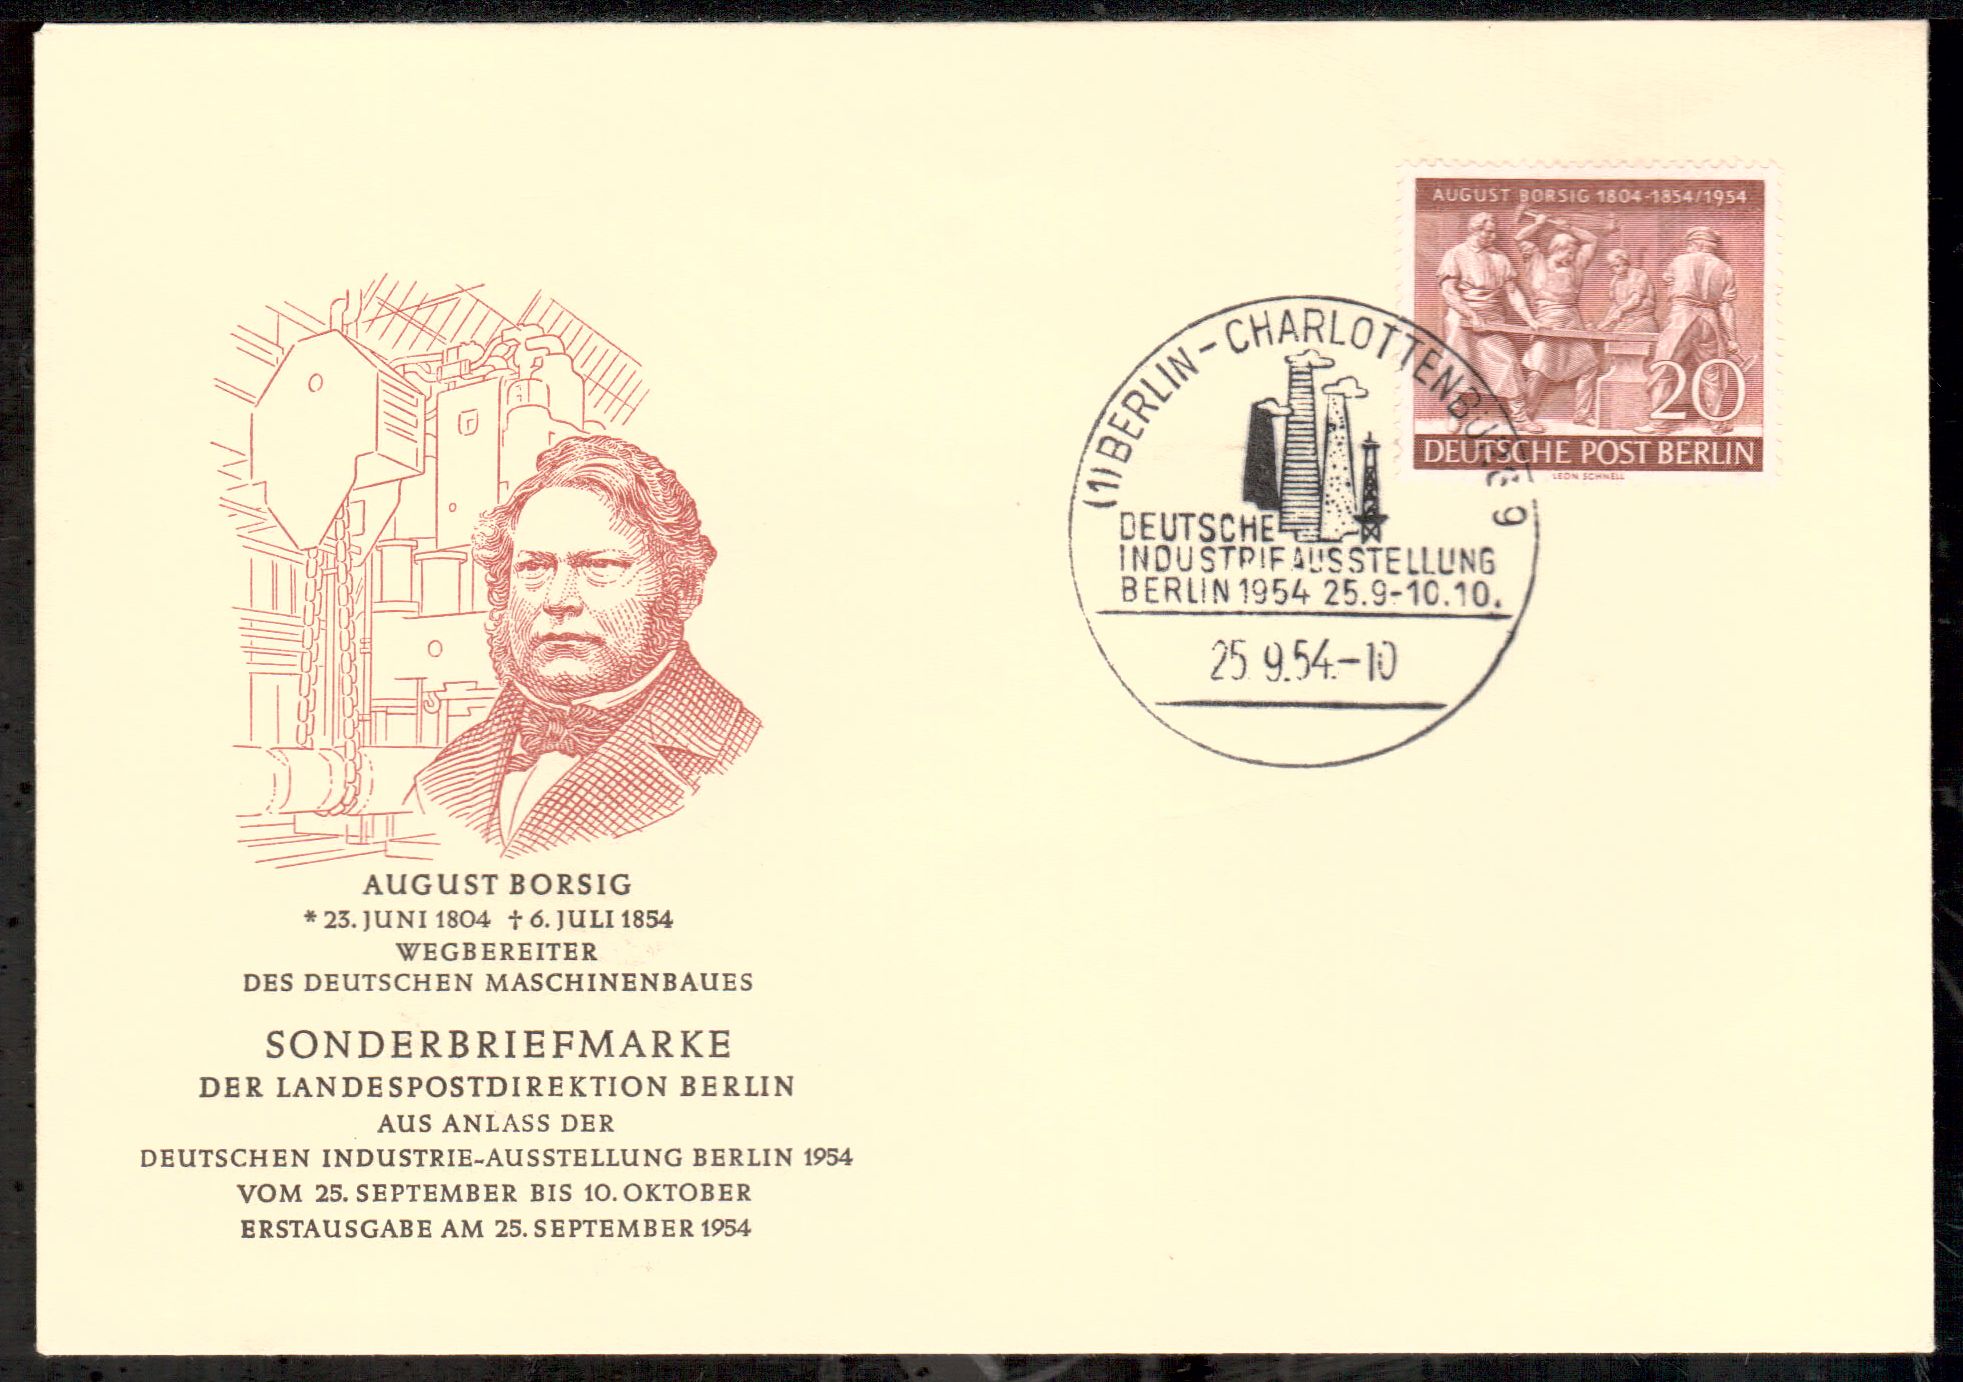 AUGUST BORSIG 1804-1854/1954
20
DEUTSCHE POST BERLIN
LEON SCHNELL
(1) BERLIN-CHARLOTTENBURG 9
DEUTSCHE
INDUSTRIEAUSSTELLUNG
BERLIN 1954 25.9-10.10.
25.9.54.-10
AUGUST BORSIG
* 23. JUNI 1804 † 6. JULI 1854
WEGBEREITER
DES DEUTSCHEN MASCHINENBAUES
SONDERBRIEFMARKE
DER LANDESPOSTDIREKTION BERLIN
AUS ANLASS DER
DEUTSCHEN INDUSTRIE-AUSSTELLUNG BERLIN 1954
VOM 25. SEPTEMBER BIS 10. OKTOBER
ERSTAUSGABE AM 25. SEPTEMBER 1954